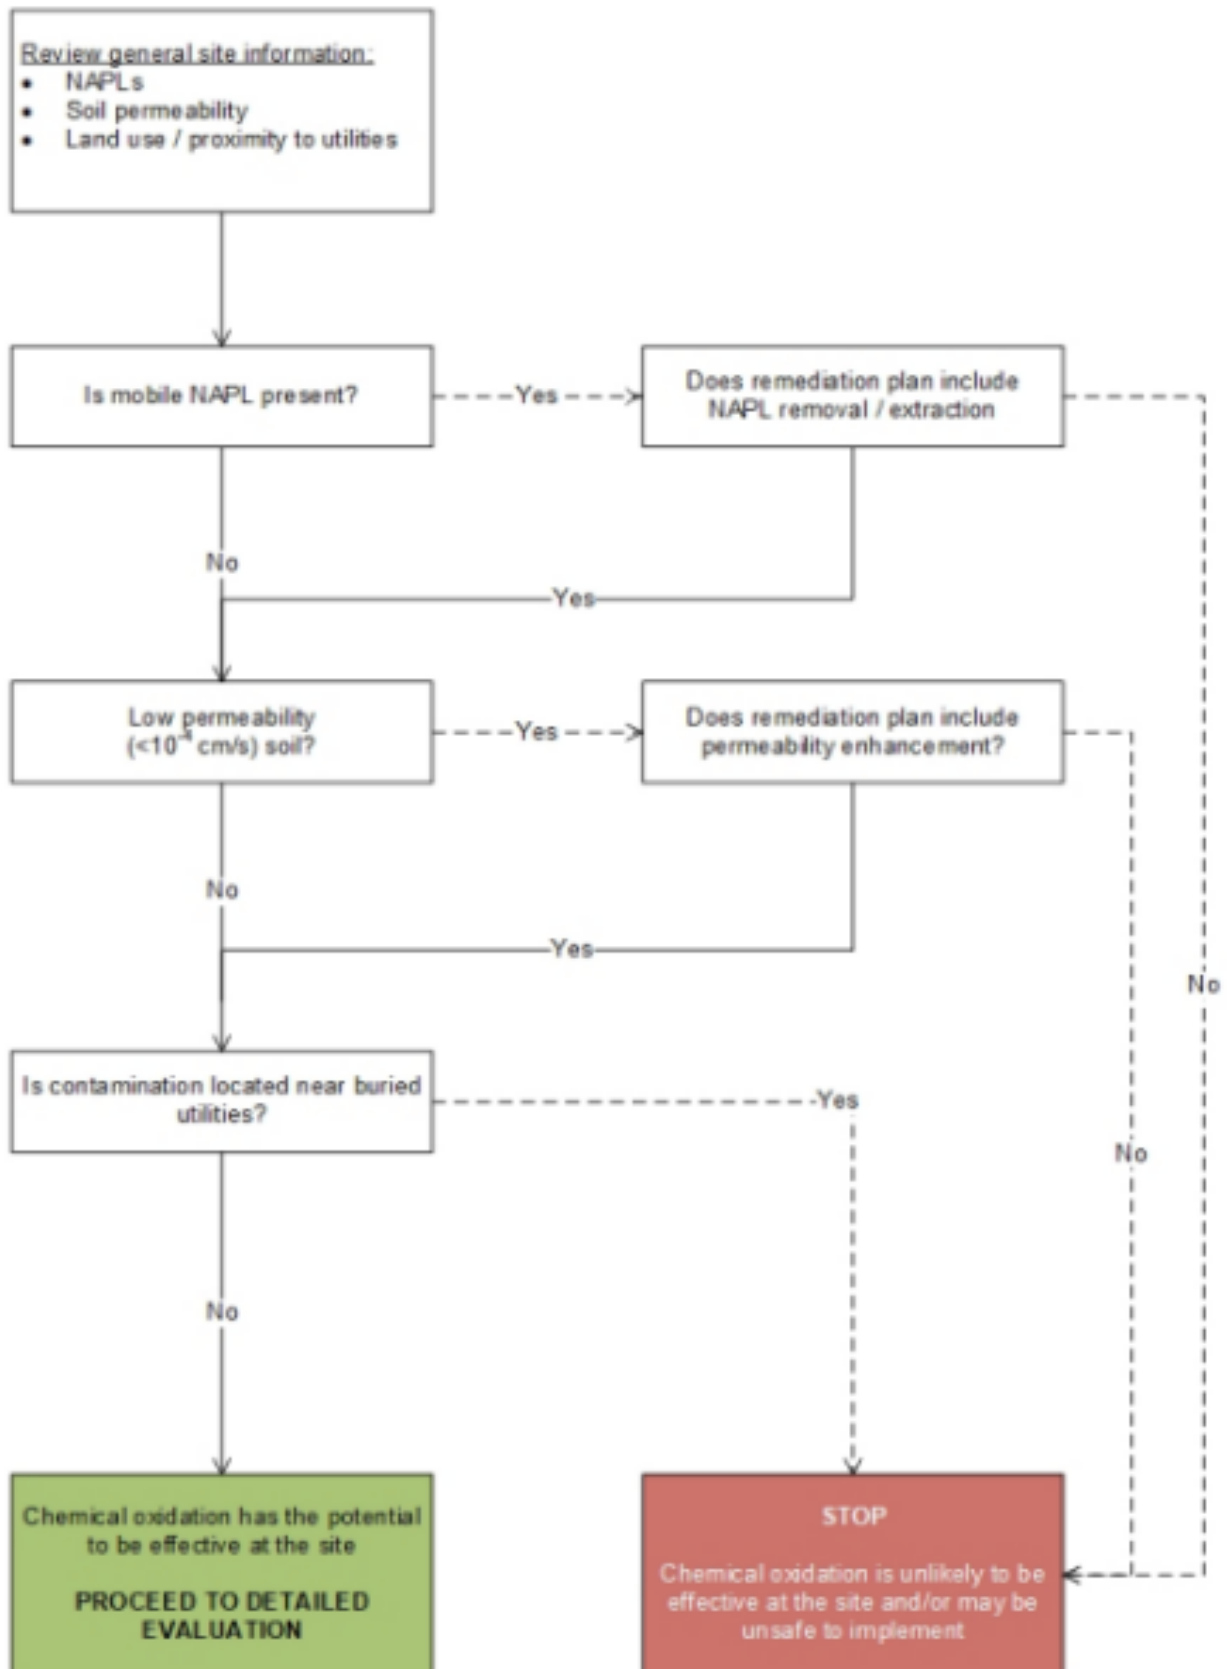 Review general site information:
• NAPLs
• Soil permeability
• Land use / proximity to utilities
Is mobile NAPL present?
Yes
Does remediation plan include
NAPL removal / extraction
No
Yes
Low permeability
(<10⁻⁴ cm/s) soil?
Yes
Does remediation plan include
permeability enhancement?
No
Yes
No
Is contamination located near buried
utilities?
Yes
No
No
Chemical oxidation has the potential
to be effective at the site
PROCEED TO DETAILED
EVALUATION
STOP
Chemical oxidation is unlikely to be
effective at the site and/or may be
unsafe to implement